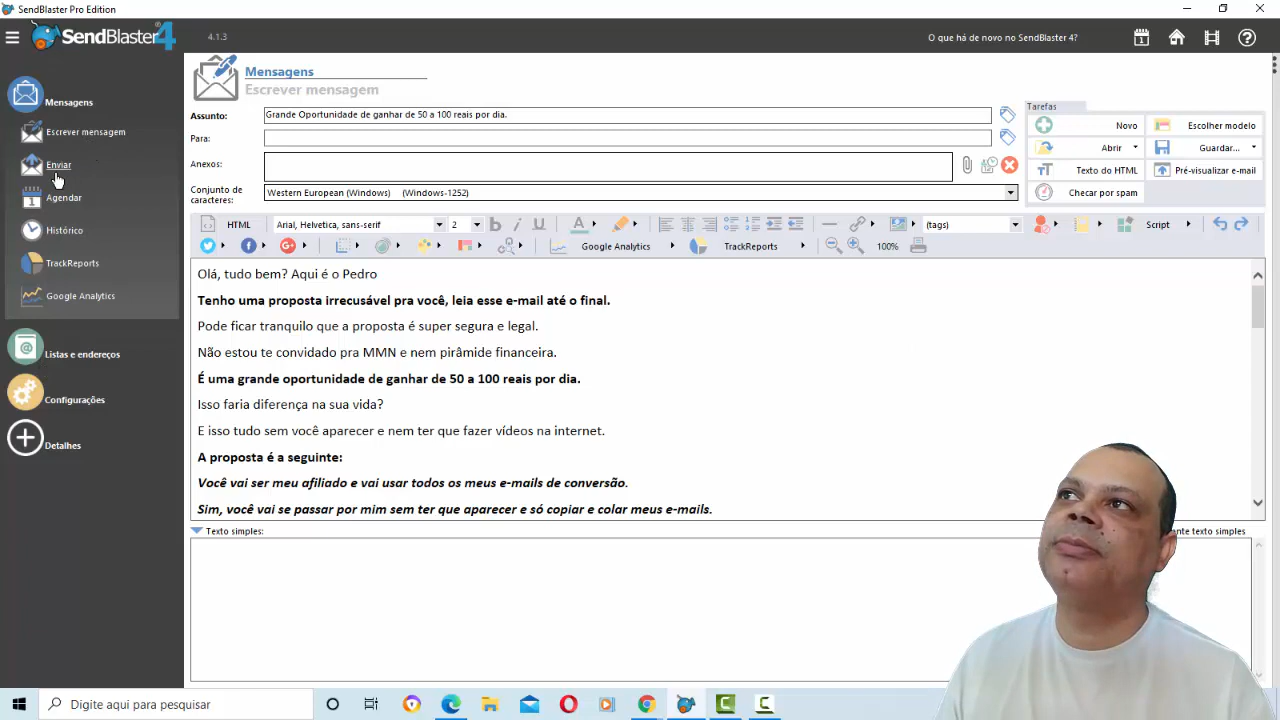 SendBlaster Pro Edition
SendBlaster 4
4.1.3
O que há de novo no SendBlaster 4?
Mensagens
Escrever mensagem
Enviar
Agendar
Histórico
TrackReports
Google Analytics
Listas e endereços
Configurações
Detalhes
Mensagens
Escrever mensagem
Assunto:
Grande Oportunidade de ganhar de 50 a 100 reais por dia.
Para:
Anexos:
Conjunto de
caracteres:
Western European (Windows) (Windows-1252)
Tarefas
Novo
Escolher modelo
Abrir
Guardar...
Texto do HTML
Pré-visualizar e-mail
Checar por spam
HTML
Arial, Helvetica, sans-serif
2
(tags)
Script
Google Analytics
TrackReports
100%
Olá, tudo bem? Aqui é o Pedro
Tenho uma proposta irrecusável pra você, leia esse e-mail até o final.
Pode ficar tranquilo que a proposta é super segura e legal.
Não estou te convidado pra MMN e nem pirâmide financeira.
É uma grande oportunidade de ganhar de 50 a 100 reais por dia.
Isso faria diferença na sua vida?
E isso tudo sem você aparecer e nem ter que fazer vídeos na internet.
A proposta é a seguinte:
Você vai ser meu afiliado e vai usar todos os meus e-mails de conversão.
Sim, você vai se passar por mim sem ter que aparecer e só copiar e colar meus e-mails.
Texto simples:
nte texto simples
Digite aqui para pesquisar